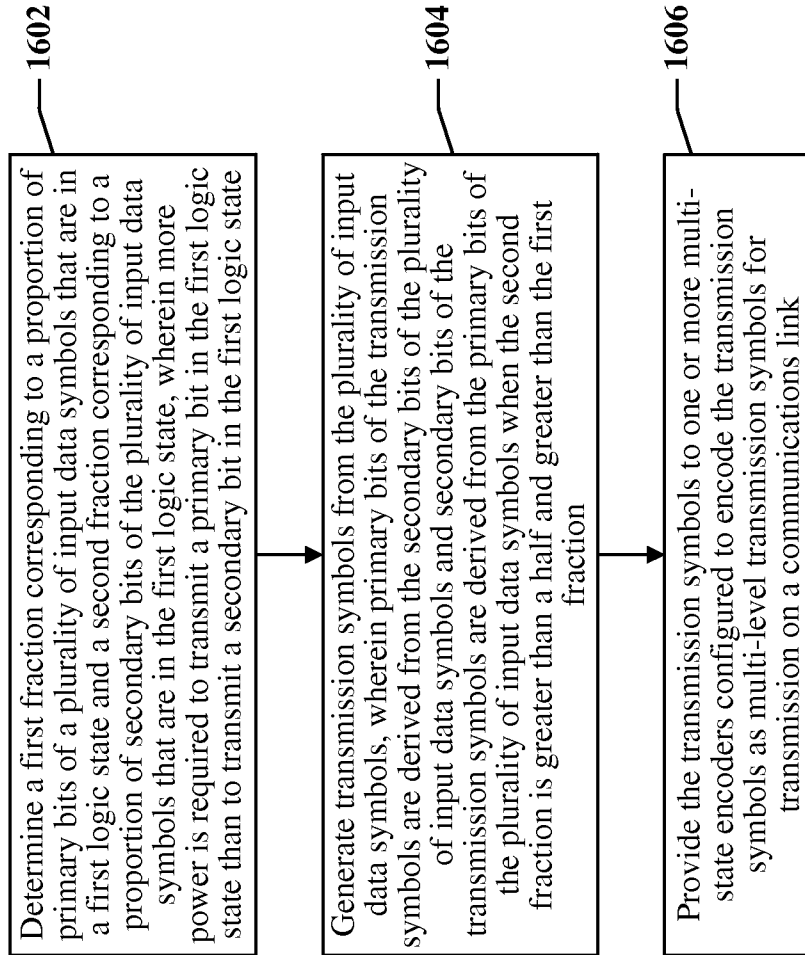 1602
Determine a first fraction corresponding to a proportion of
primary bits of a plurality of input data symbols that are in
a first logic state and a second fraction corresponding to a
proportion of secondary bits of the plurality of input data
symbols that are in the first logic state, wherein more
power is required to transmit a primary bit in the first logic
state than to transmit a secondary bit in the first logic state
1604
Generate transmission symbols from the plurality of input
data symbols, wherein primary bits of the transmission
symbols are derived from the secondary bits of the plurality
of input data symbols and secondary bits of the
transmission symbols are derived from the primary bits of
the plurality of input data symbols when the second
fraction is greater than a half and greater than the first
fraction
1606
Provide the transmission symbols to one or more multi-
state encoders configured to encode the transmission
symbols as multi-level transmission symbols for
transmission on a communications link